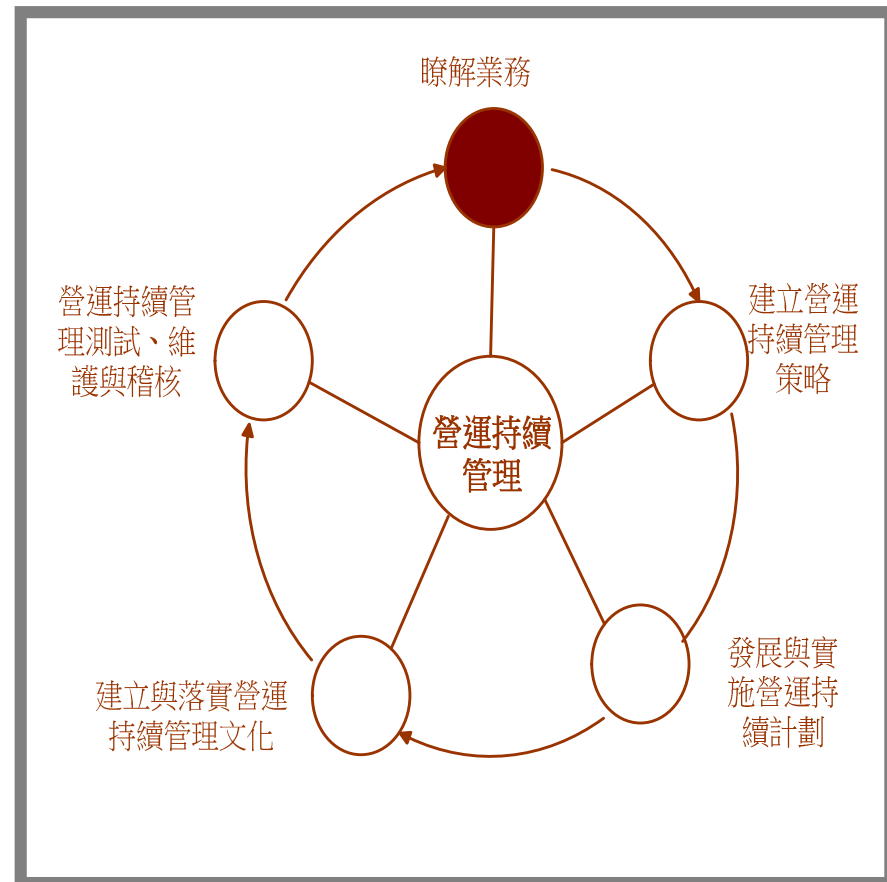 瞭解業務
建立營運
持續管理
策略
發展與實
施營運持
續計劃
建立與落實營運
持續管理文化
營運持續管
理測試、維
護與稽核
營運持續
管理